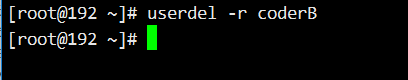 [root@192 ~]# userdel -r coderB
[root@192 ~]#